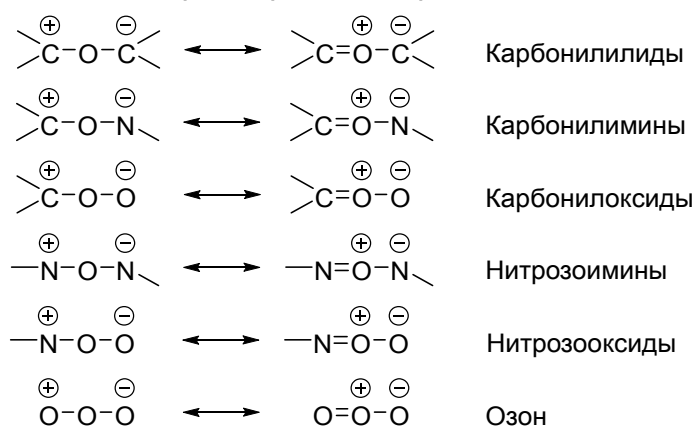 C-O-C C=O-C Карбонилилиды
C-O-N C=O-N Карбонилимины
C-O-O C=O-O Карбонилоксиды
N-O-N N=O-N Нитрозоимины
N-O-O N=O-O Нитрозооксиды
O-O-O O=O-O Озон